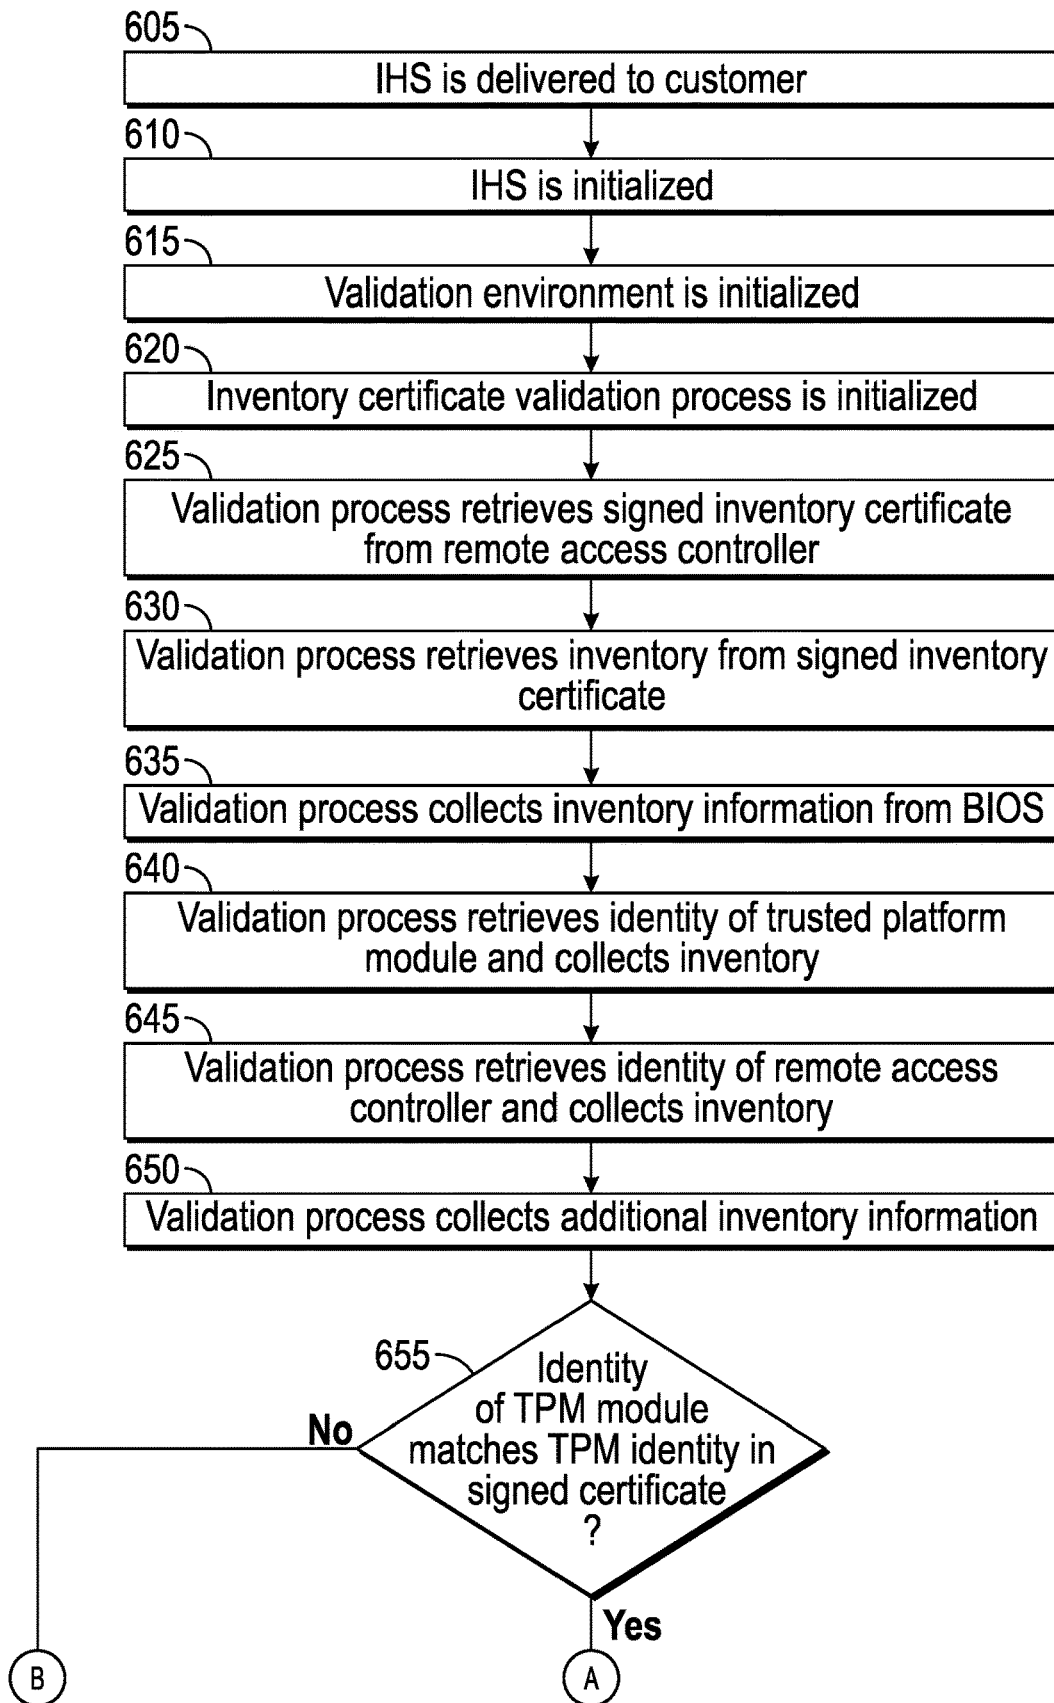 605
IHS is delivered to customer
610
IHS is initialized
615
Validation environment is initialized
620
Inventory certificate validation process is initialized
625
Validation process retrieves signed inventory certificate
from remote access controller
630
Validation process retrieves inventory from signed inventory
certificate
635
Validation process collects inventory information from BIOS
640
Validation process retrieves identity of trusted platform
module and collects inventory
645
Validation process retrieves identity of remote access
controller and collects inventory
650
Validation process collects additional inventory information
655
Identity
of TPM module
matches TPM identity in
signed certificate
?
No
Yes
B
A